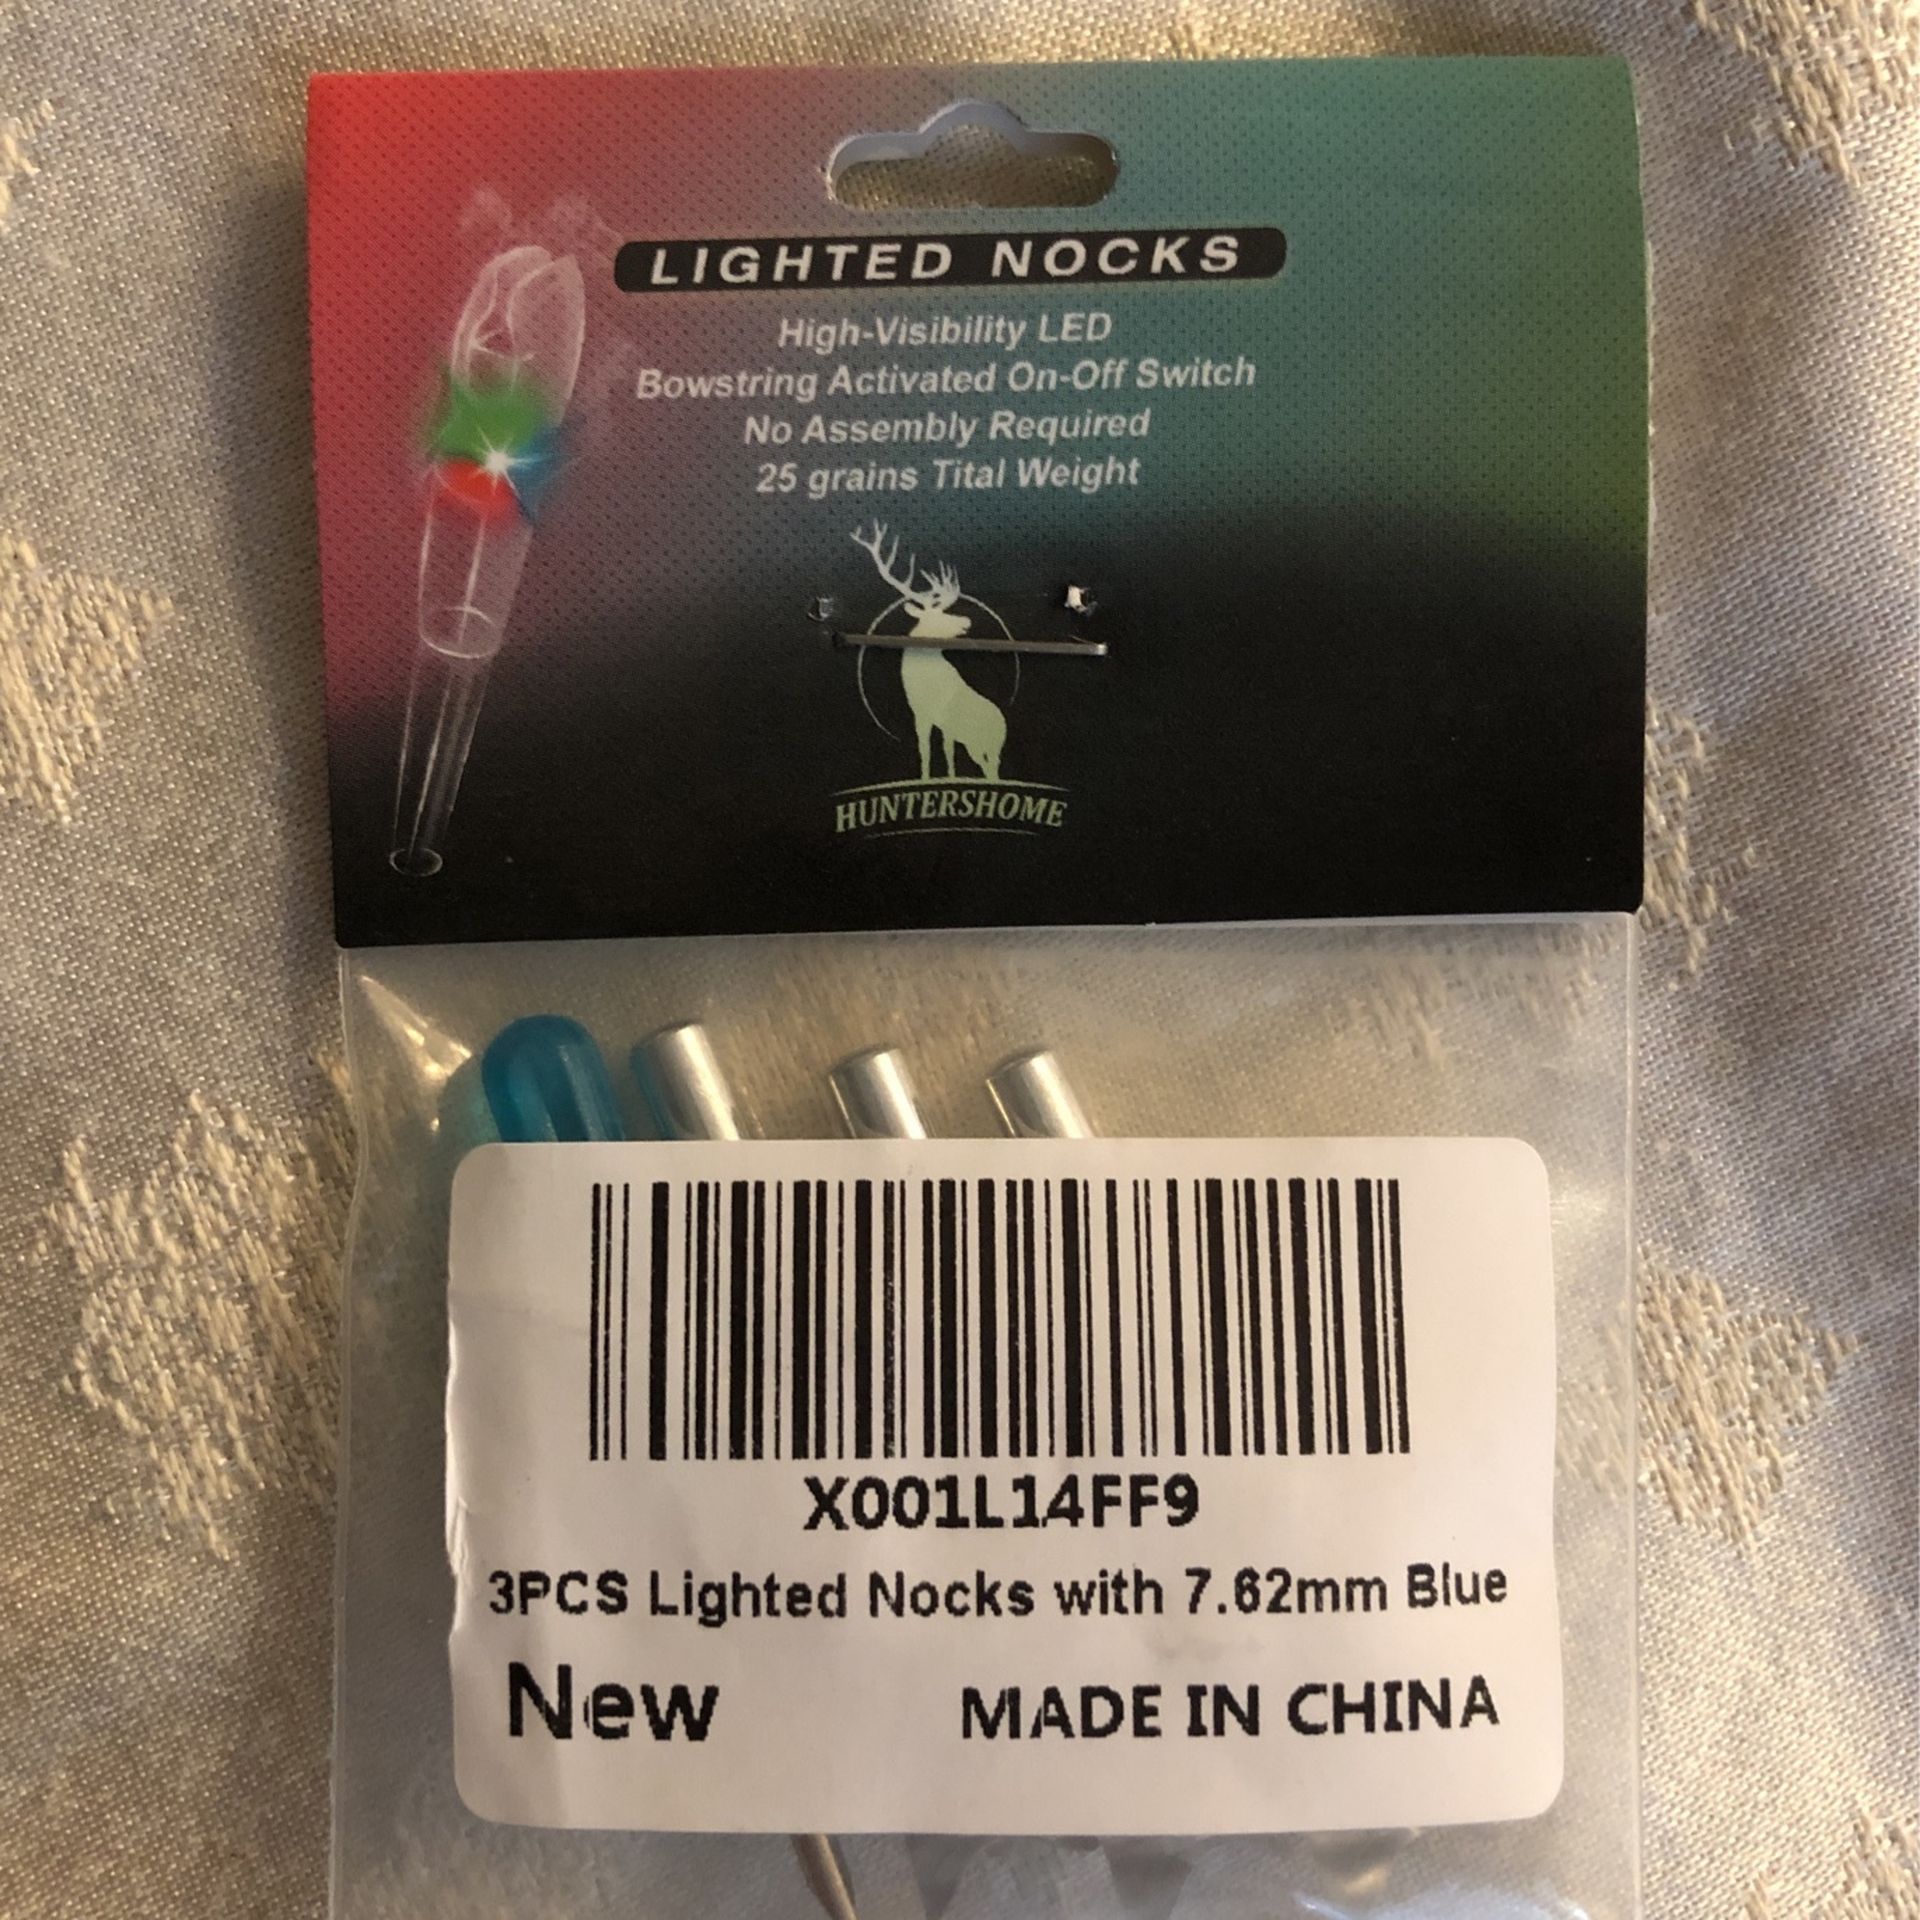 LIGHTED NOCKS
High-Visibility LED
Bowstring Activated On-Off Switch
No Assembly Required
25 grains Tital Weight
HUNTERSHOME
X001L14FF9
3PCS Lighted Nocks with 7.62mm Blue
New MADE IN CHINA